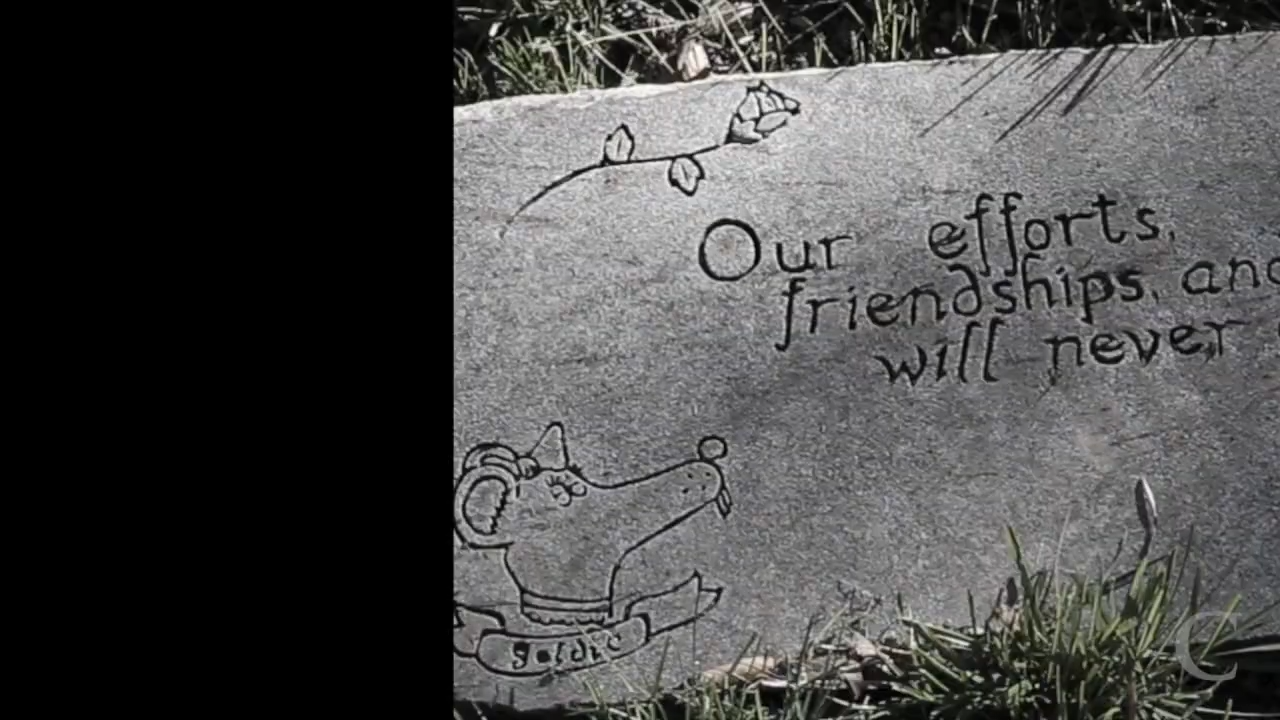 Our efforts,
friendships, and
will never
goldie
C